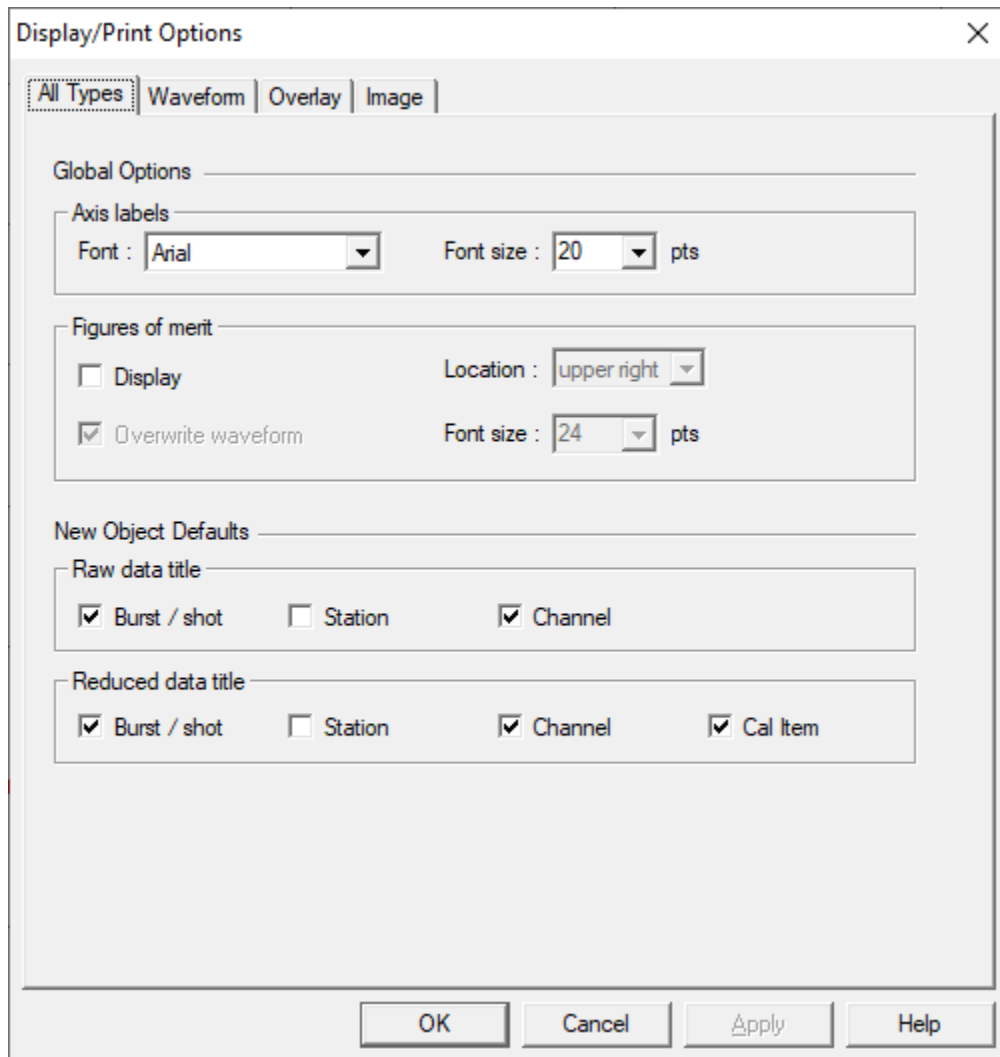 Display/Print Options
All Types Waveform Overlay Image
Global Options
Axis labels
Font : Arial Font size : 20 pts
Figures of merit
Display Location : upper right
Overwrite waveform Font size : 24 pts
New Object Defaults
Raw data title
Burst / shot Station Channel
Reduced data title
Burst / shot Station Channel Cal Item
OK Cancel Apply Help